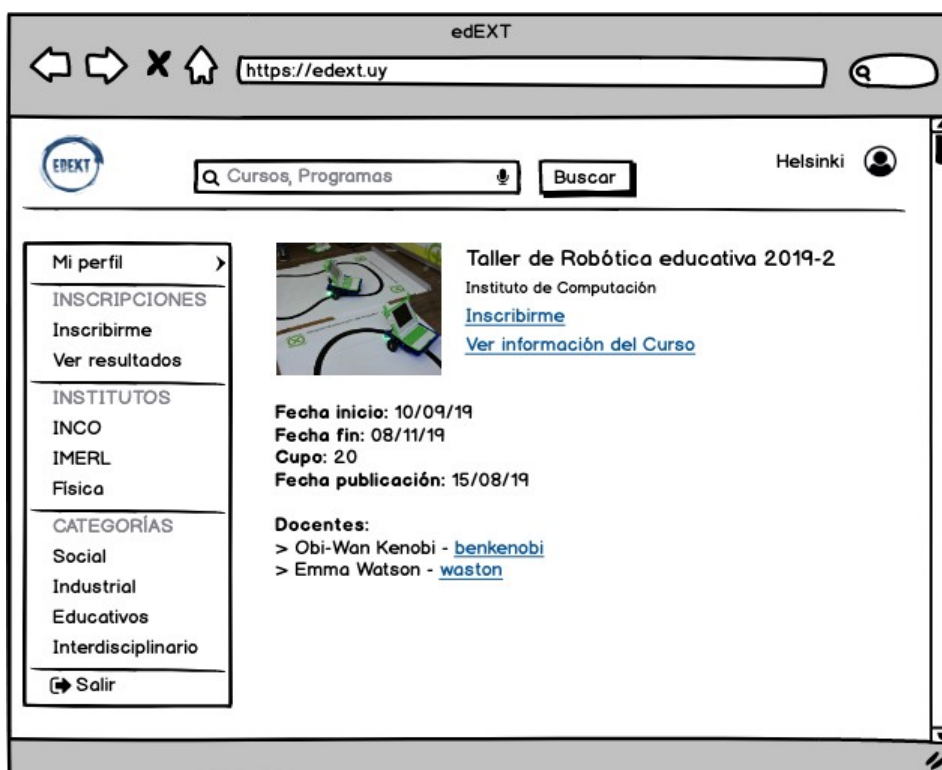 edEXT
https://edext.uy
EDEXT
Cursos, Programas
Buscar
Helsinki
Mi perfil
INSCRIPCIONES
Inscribirme
Ver resultados
INSTITUTOS
INCO
IMERL
Física
CATEGORÍAS
Social
Industrial
Educativos
Interdisciplinario
Salir
Taller de Robótica educativa 2019-2
Instituto de Computación
Inscribirme
Ver información del Curso
Fecha inicio: 10/09/19
Fecha fin: 08/11/19
Cupo: 20
Fecha publicación: 15/08/19
Docentes:
> Obi-Wan Kenobi - benkenobi
> Emma Watson - waston